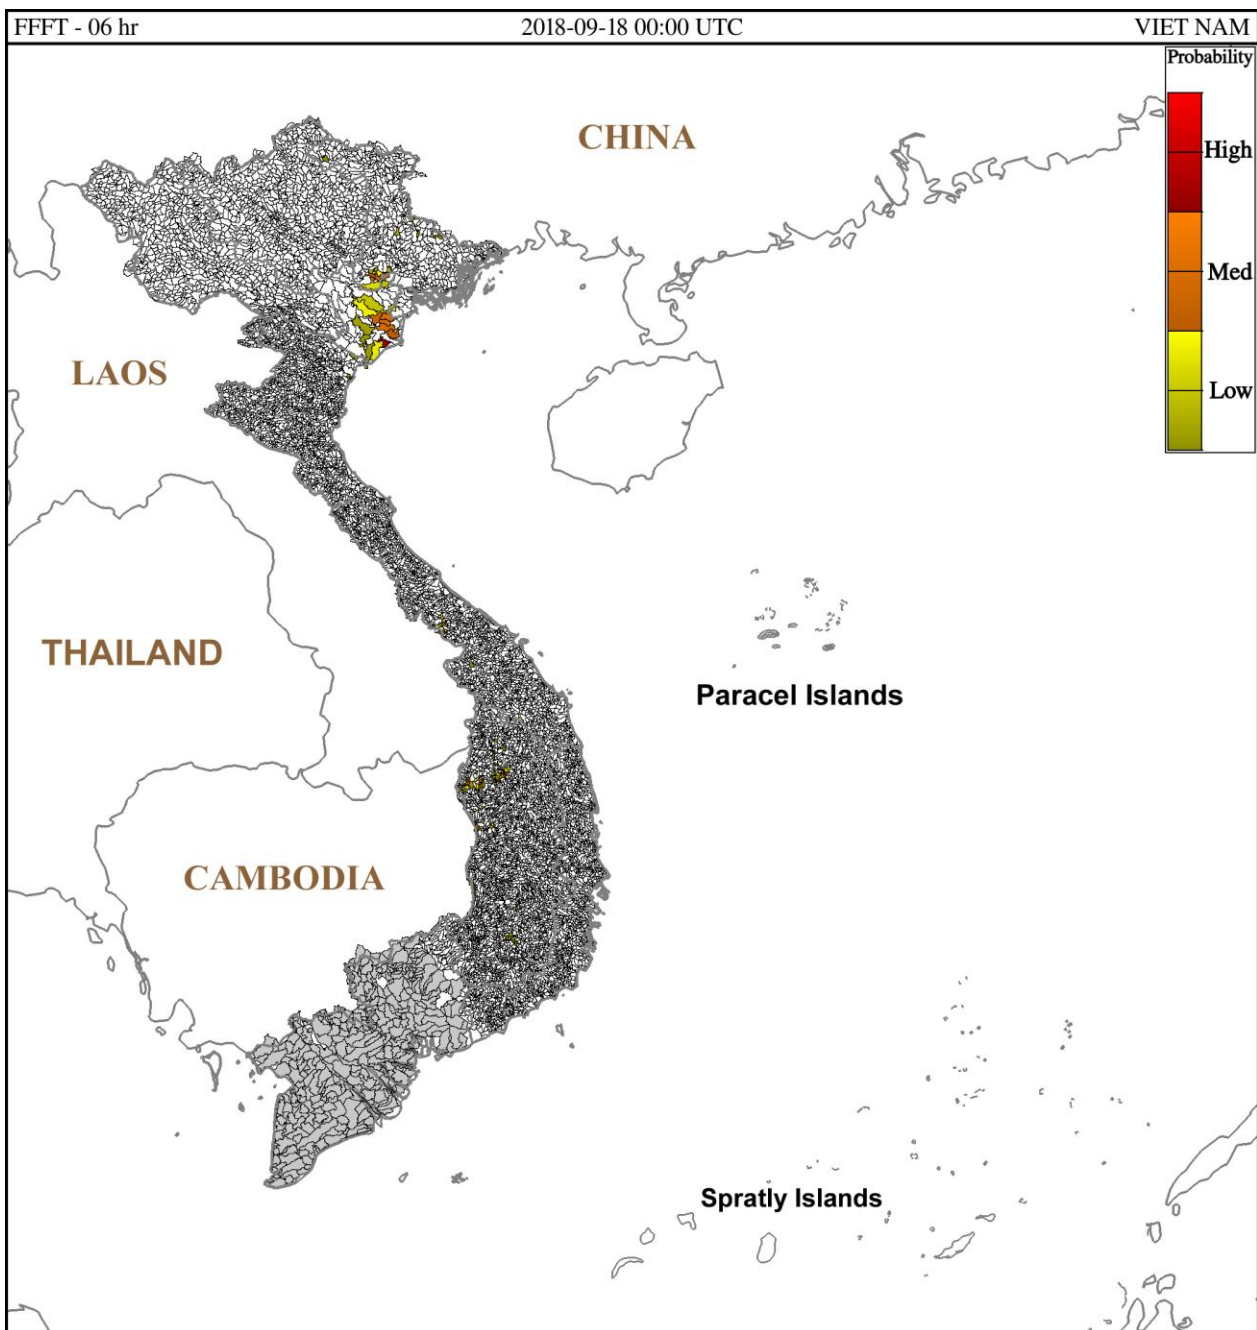 FFFT - 06 hr 2018-09-18 00:00 UTC VIET NAM
Probability
CHINA
High
Med
LAOS
Low
THAILAND
Paracel Islands
CAMBODIA
Spratly Islands